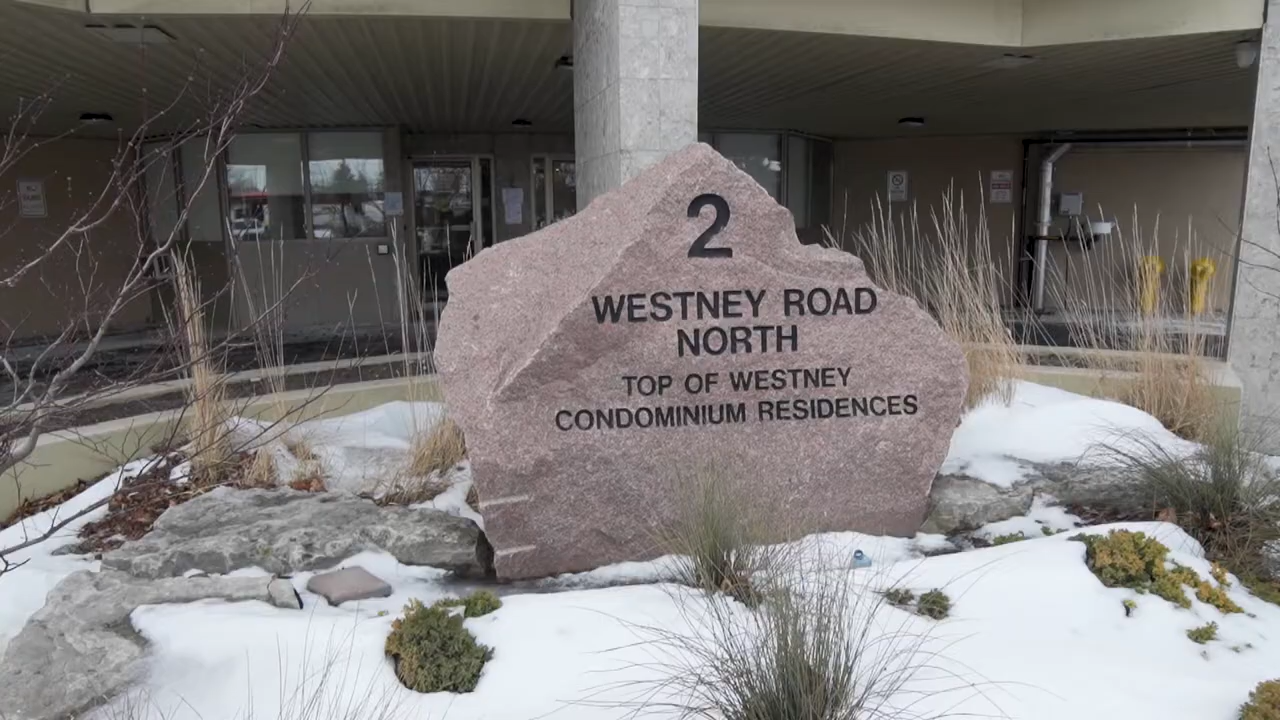 2
WESTNEY ROAD
NORTH
TOP OF WESTNEY
CONDOMINIUM RESIDENCES